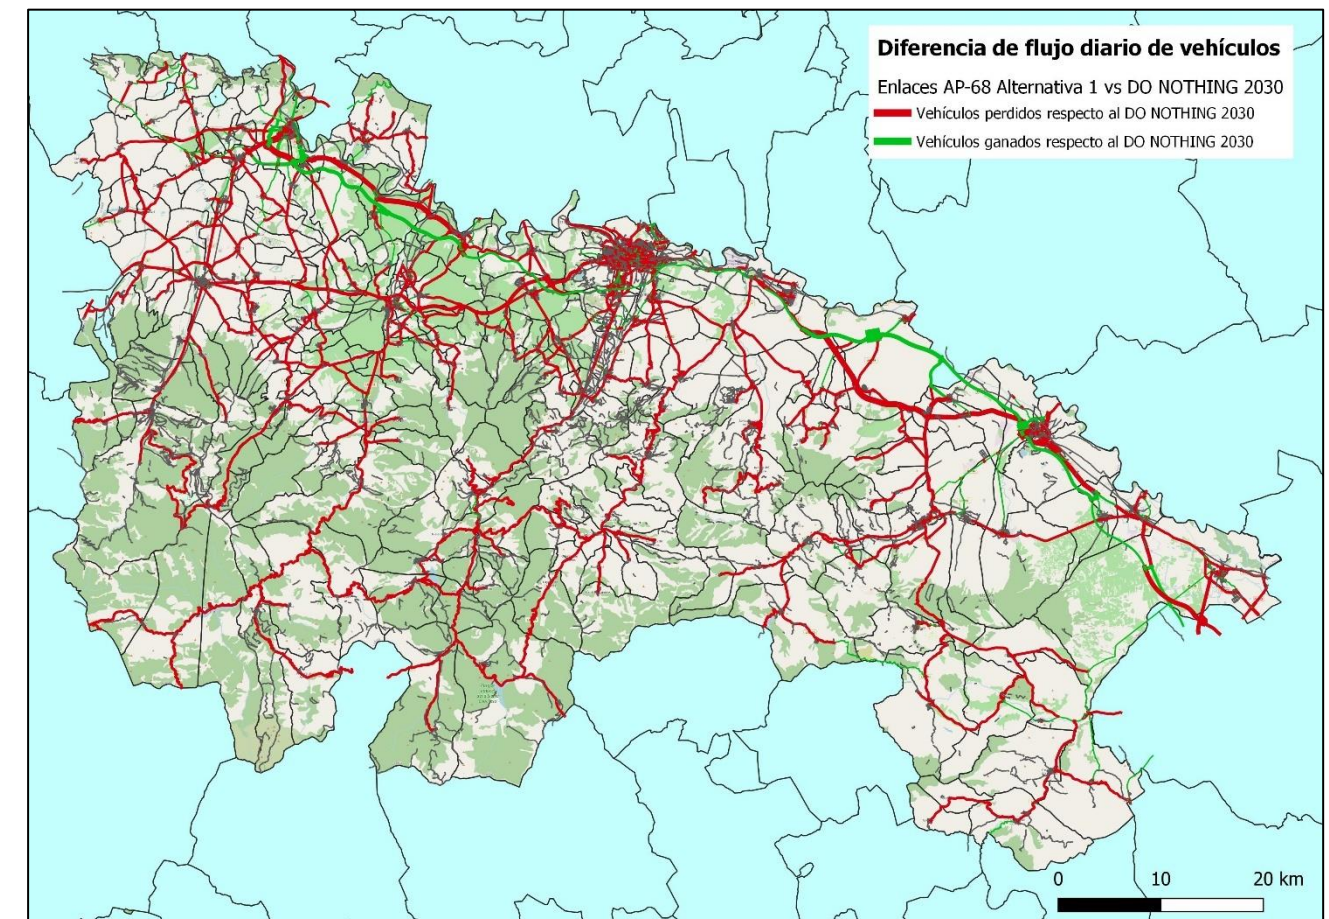 Diferencia de flujo diario de vehículos
Enlaces AP-68 Alternativa 1 vs DO NOTHING 2030
Vehículos perdidos respecto al DO NOTHING 2030
Vehículos ganados respecto al DO NOTHING 2030
0 10 20 km